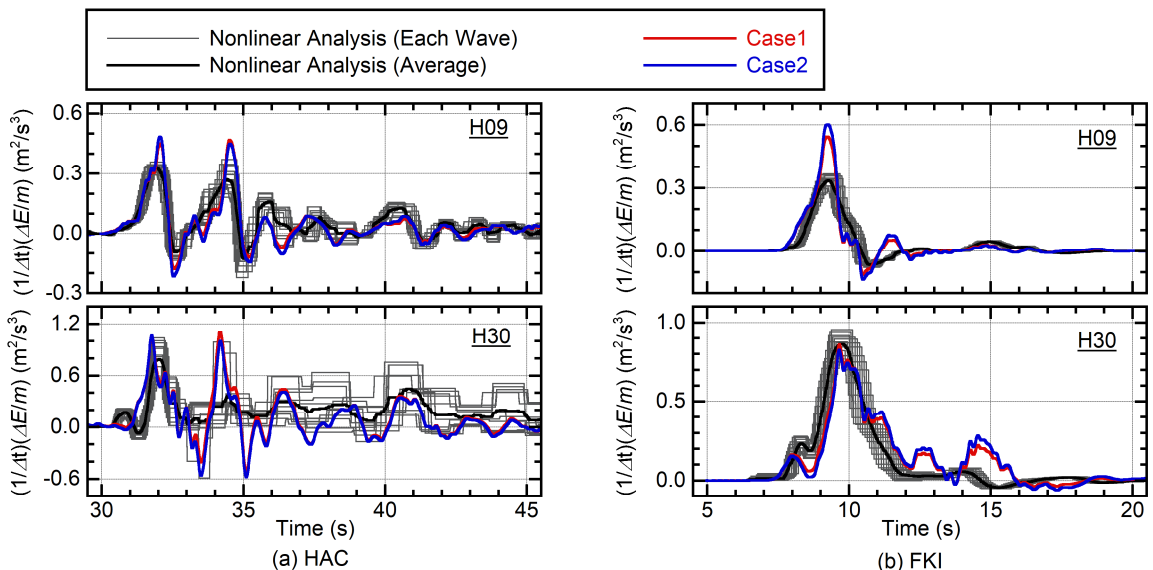 Nonlinear Analysis (Each Wave)
Case1
Nonlinear Analysis (Average)
Case2
(1/Δt)(ΔE/m) (m²/s³)
0.6
0.3
0.0
-0.3
H09
(1/Δt)(ΔE/m) (m²/s³)
0.6
0.3
0.0
H09
(1/Δt)(ΔE/m) (m²/s³)
1.2
0.6
0.0
-0.6
H30
30 35 40 45
Time (s)
(a) HAC
(1/Δt)(ΔE/m) (m²/s³)
1.0
0.5
0.0
H30
5 10 15 20
Time (s)
(b) FKI